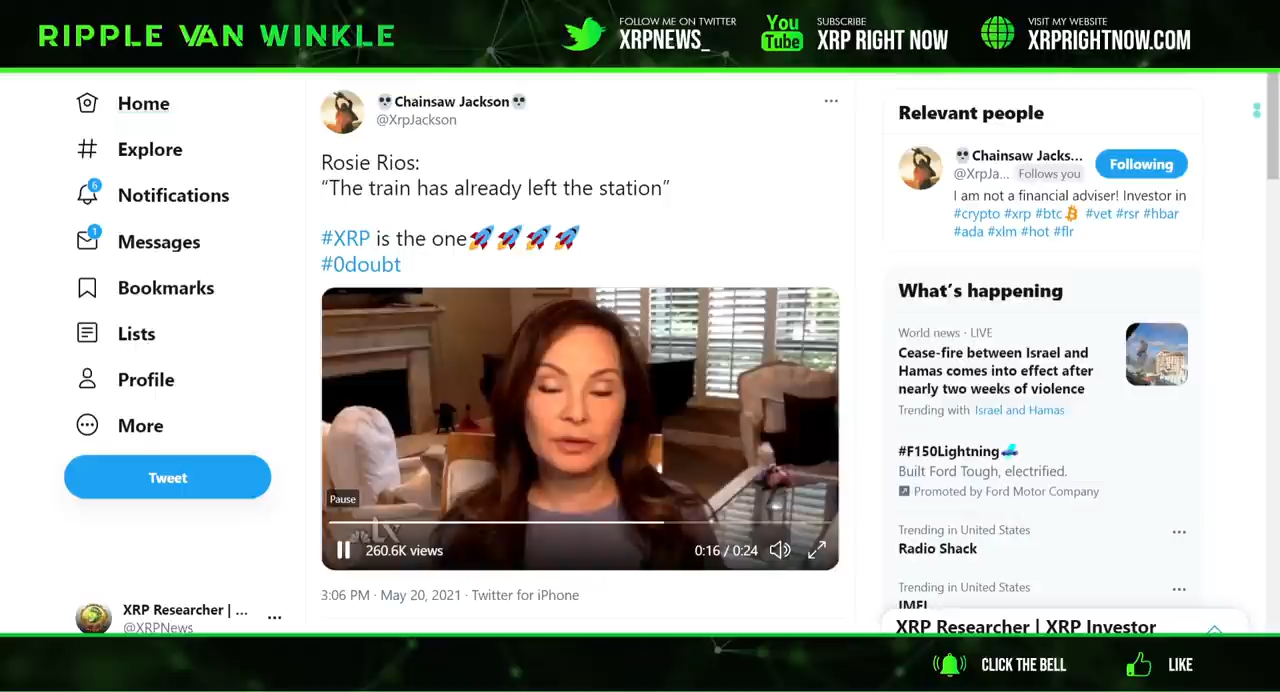 RIPPLE VAN WINKLE
FOLLOW ME ON TWITTER
XRPNEWS_
You
Tube
SUBSCRIBE
XRP RIGHT NOW
VISIT MY WEBSITE
XRPRIGHTNOW.COM
Home
Explore
6
Notifications
1
Messages
Bookmarks
Lists
Profile
More
Tweet
XRP Researcher | ...
@XRPNews
💀Chainsaw Jackson💀
@XrpJackson
Rosie Rios:
“The train has already left the station”
#XRP is the one🚀🚀🚀🚀
#0doubt
Pause
260.6K views
0:16 / 0:24
3:06 PM · May 20, 2021 · Twitter for iPhone
Relevant people
💀Chainsaw Jacks...
@XrpJa... Follows you
Following
I am not a financial adviser! Investor in
#crypto #xrp #btc #vet #rsr #hbar
#ada #xlm #hot #flr
What’s happening
World news · LIVE
Cease-fire between Israel and
Hamas comes into effect after
nearly two weeks of violence
Trending with Israel and Hamas
#F150Lightning
Built Ford Tough, electrified.
Promoted by Ford Motor Company
Trending in United States
Radio Shack
Trending in United States
XRP Researcher | XRP Investor
CLICK THE BELL
LIKE